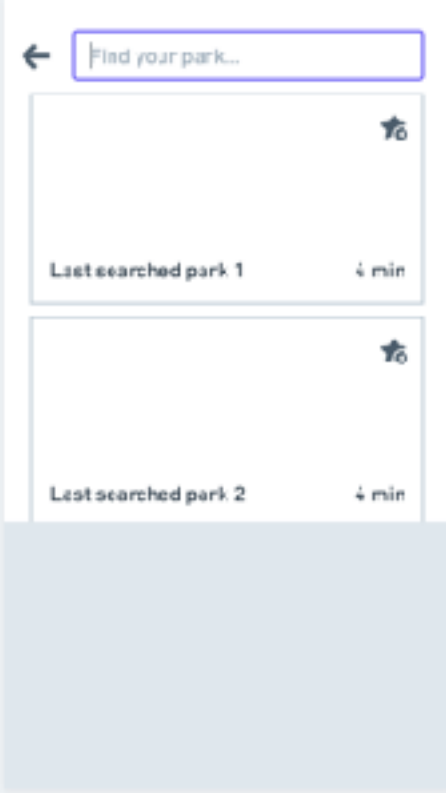 Find your park...
Last searched park 1
4 min
Last searched park 2
4 min